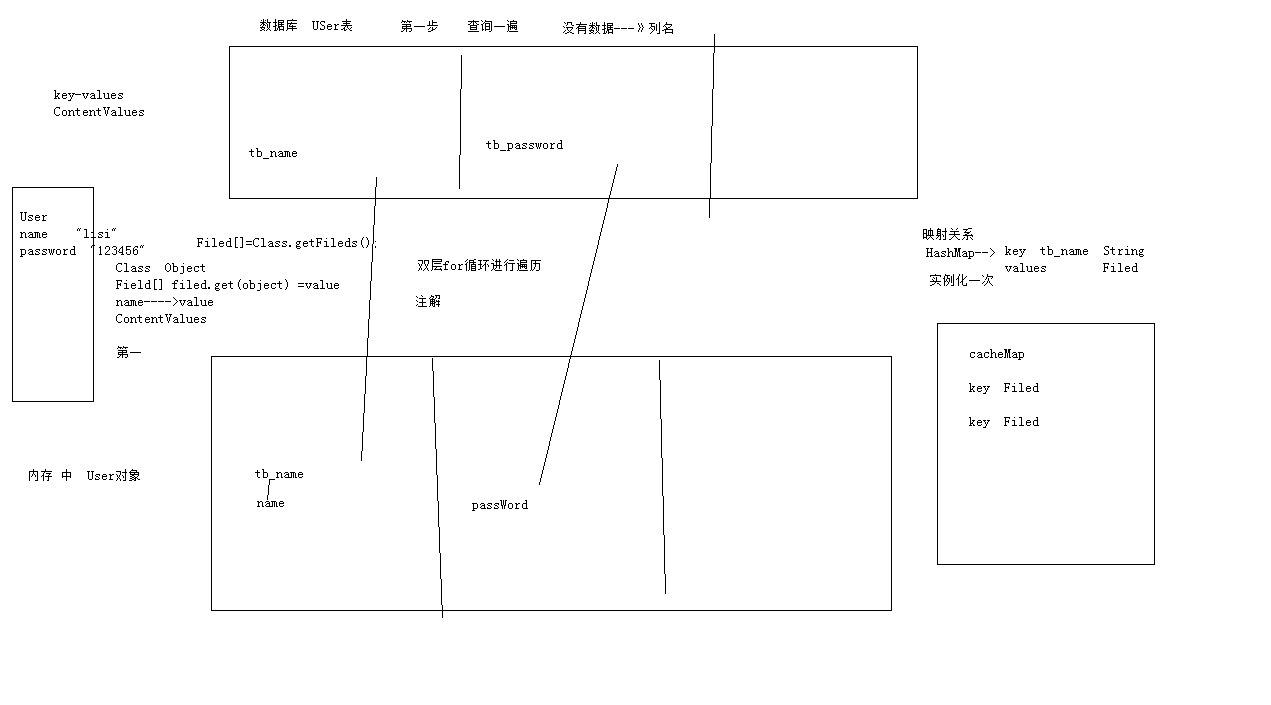 数据库 USer表 第一步 查询一遍 没有数据---》列名
key-values
ContentValues
tb_name
tb_password
User
name "lisi"
password "123456"
Filed[]=Class.getFileds();
Class Object
Field[] filed.get(object) =value
name---->value
ContentValues
第一
双层for循环进行遍历
注解
映射关系
HashMap--> key tb_name String
values Filed
实例化一次
cacheMap
key Filed
key Filed
内存 中 User对象
tb_name
name
passWord